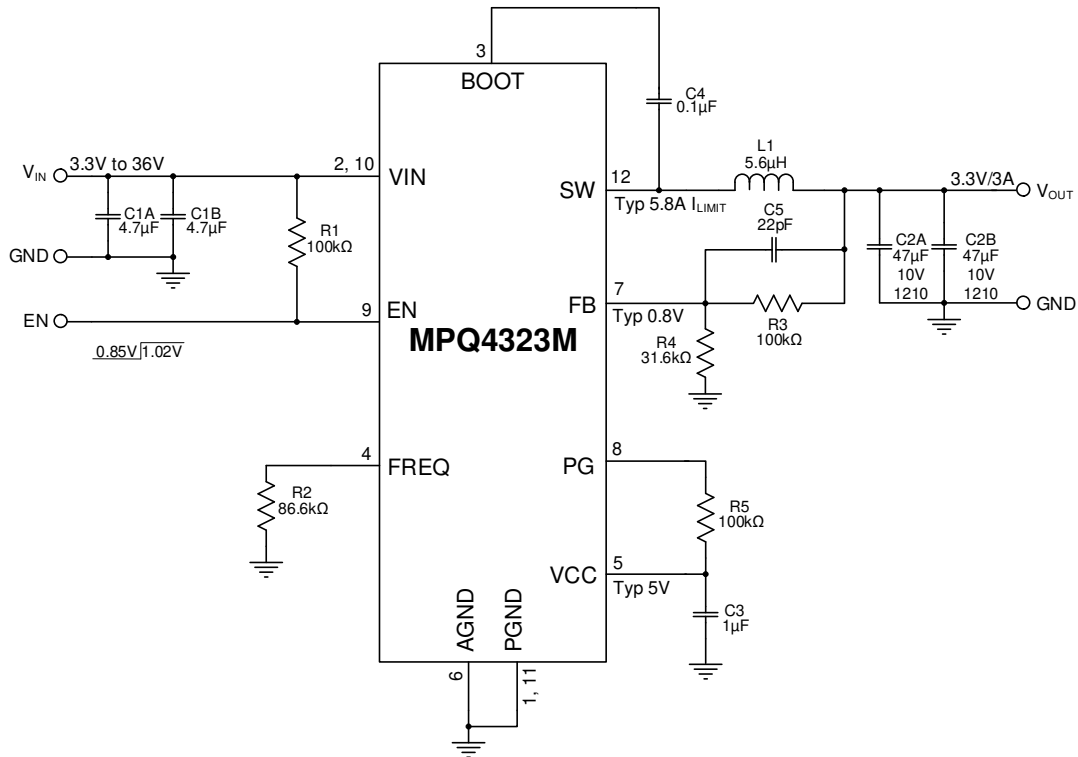 3
BOOT
C4
0.1µF
V_IN
3.3V to 36V
2, 10
VIN
C1A
4.7µF
C1B
4.7µF
GND
R1
100kΩ
EN
9
EN
0.85V 1.02V
SW
12
Typ 5.8A I_LIMIT
L1
5.6µH
C5
22pF
3.3V/3A
V_OUT
C2A
47µF
10V
1210
C2B
47µF
10V
1210
GND
FB
7
Typ 0.8V
R3
100kΩ
R4
31.6kΩ
MPQ4323M
4
FREQ
R2
86.6kΩ
PG
8
R5
100kΩ
VCC
5
Typ 5V
C3
1µF
AGND
PGND
6
1, 11